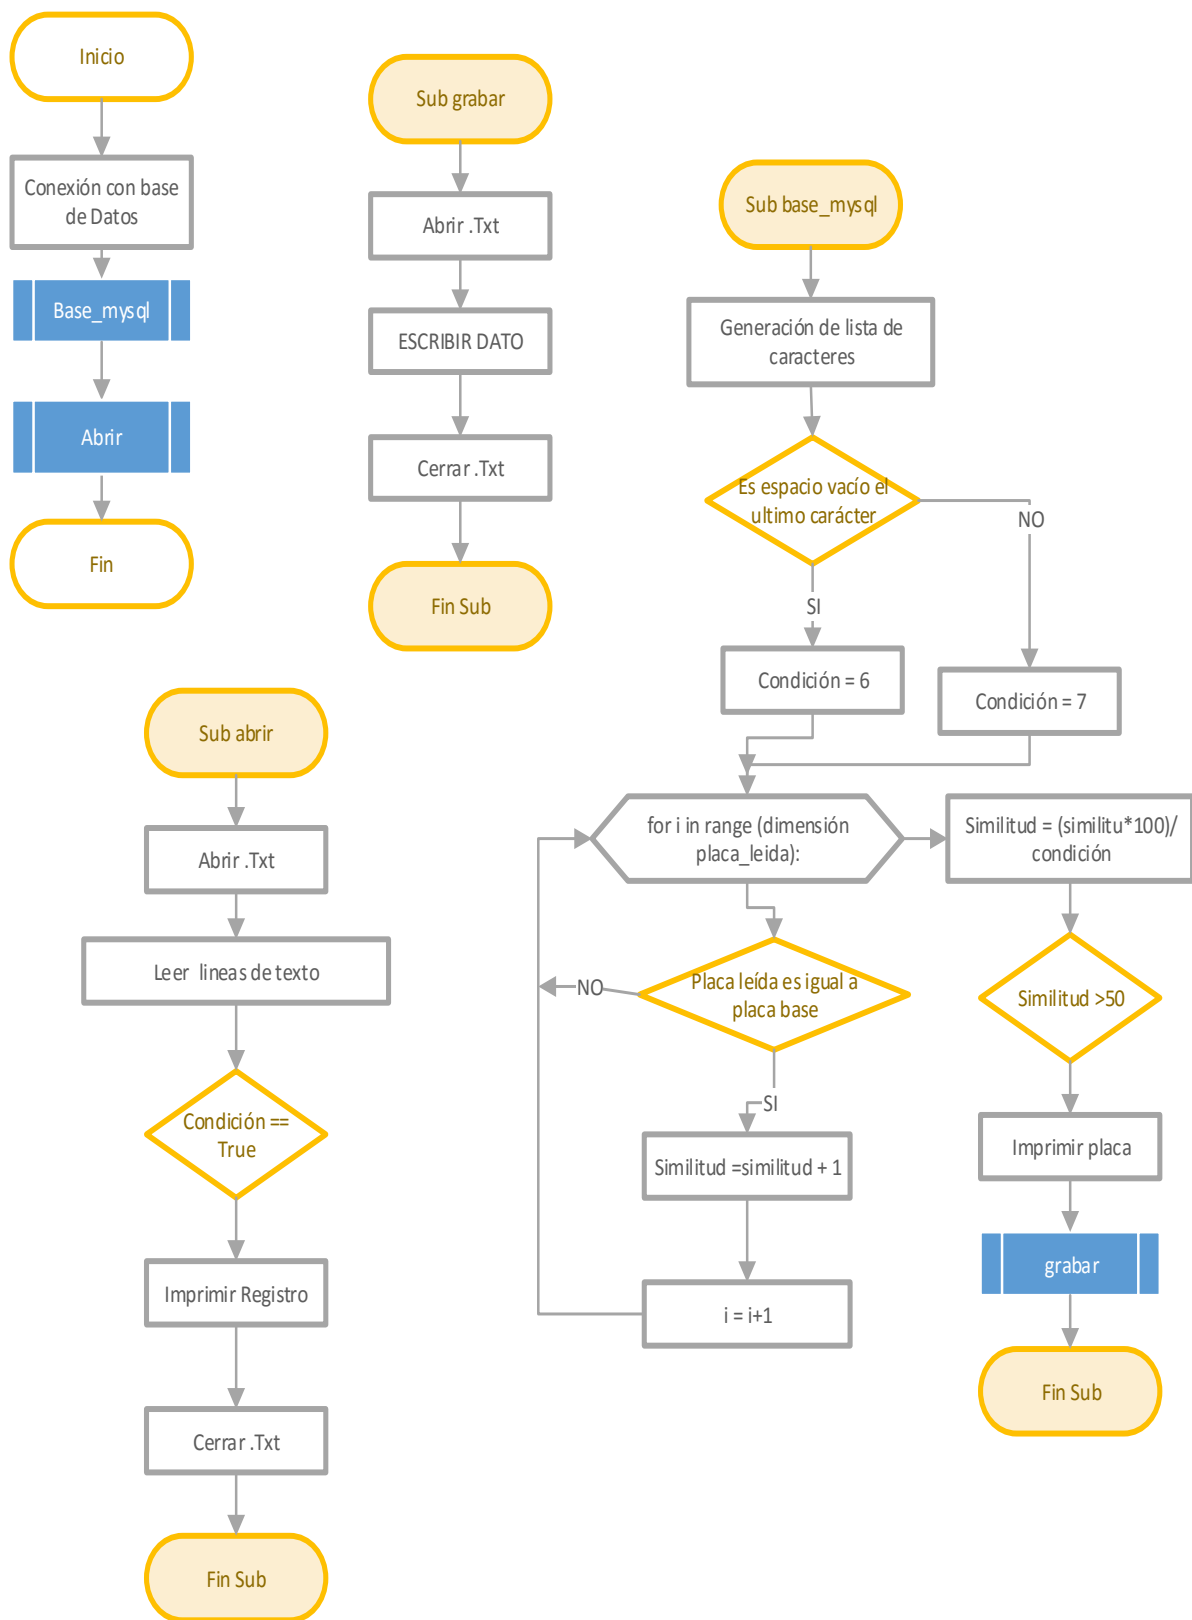 Inicio
Conexión con base
de Datos
Base_mysql
Abrir
Fin
Sub grabar
Abrir .Txt
ESCRIBIR DATO
Cerrar .Txt
Fin Sub
Sub base_mysql
Generación de lista de
caracteres
Es espacio vacío el
ultimo carácter
NO
SI
Condición = 6
Condición = 7
for i in range (dimensión
placa_leida):
Similitud = (similitu*100)/
condición
Placa leída es igual a
placa base
NO
SI
Similitud =similitud + 1
i = i+1
Similitud >50
Imprimir placa
grabar
Fin Sub
Sub abrir
Abrir .Txt
Leer lineas de texto
Condición ==
True
Imprimir Registro
Cerrar .Txt
Fin Sub